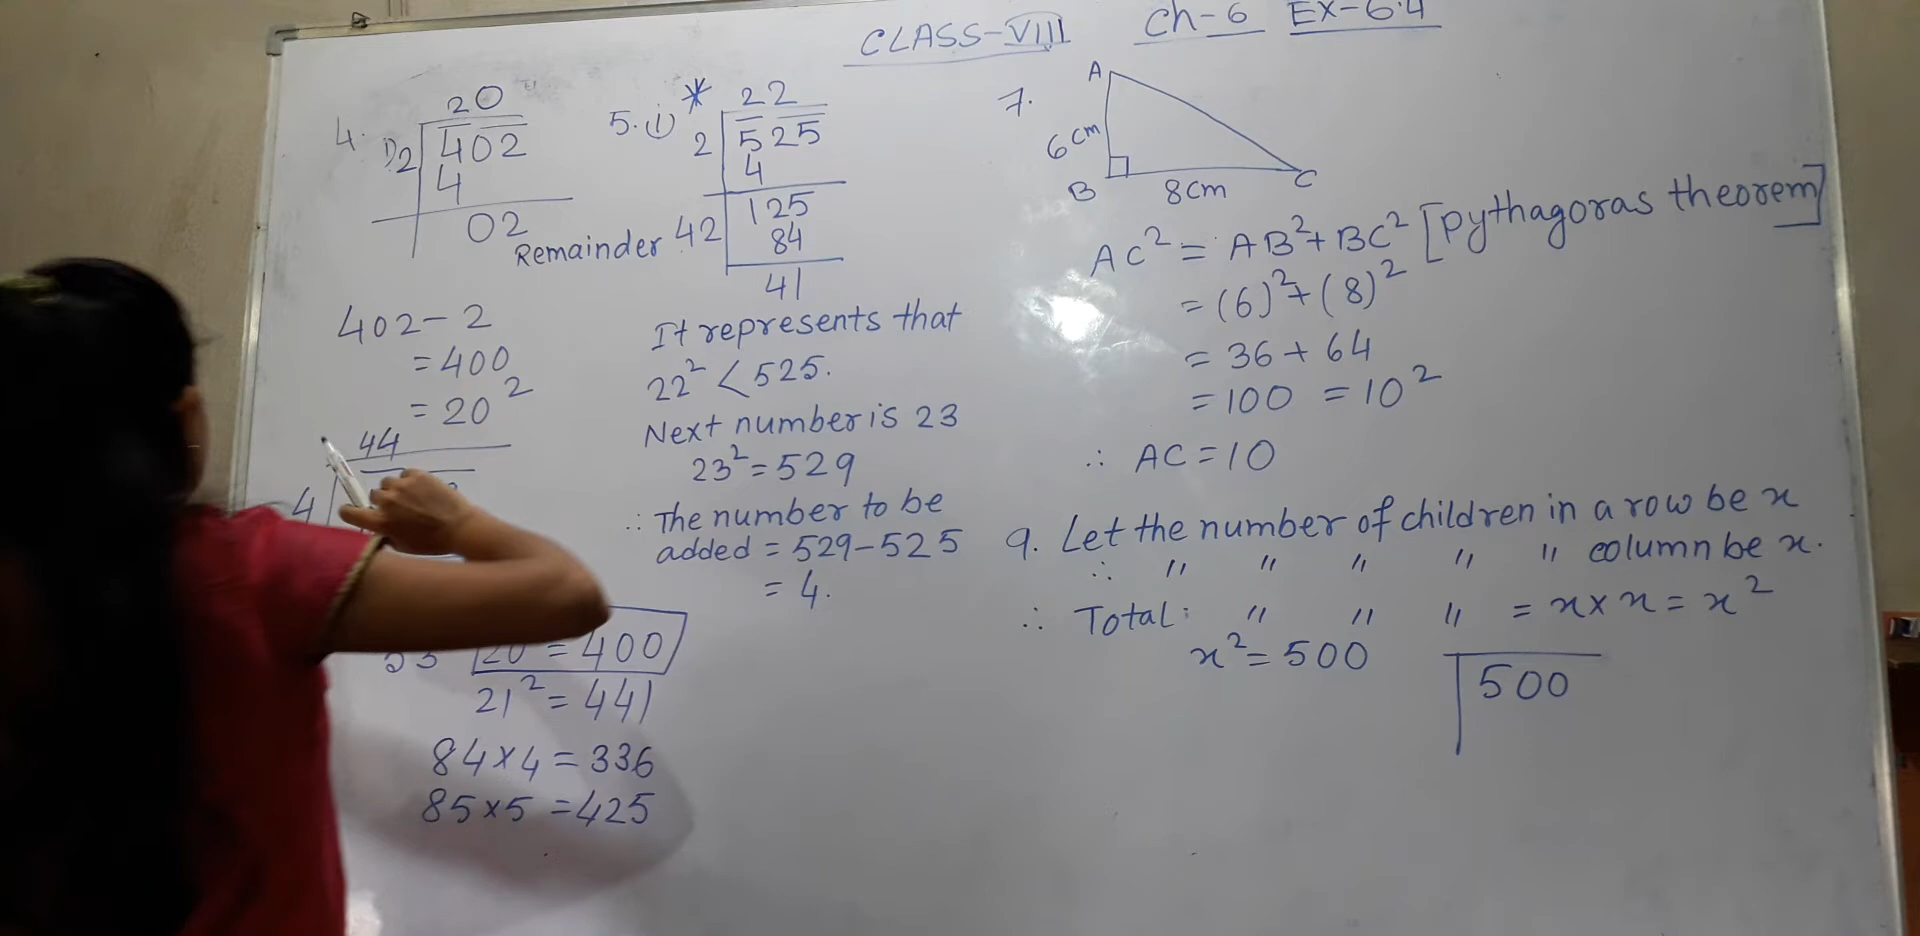 CLASS-VIII Ch-6 EX-6.4
4.
20
1) 2 402
4
02
Remainder
402-2
=400
=20²
44
4
20 = 400
21² = 441
84×4=336
85×5=425
5. i) *
22
2 525
4
42 125
84
41
It represents that
22² < 525.
Next number is 23
23² = 529
∴ The number to be
added = 529-525
= 4.
7.
A
6cm
B 8cm C
AC² = AB²+BC² [Pythagoras theorem]
= (6)²+(8)²
= 36+64
= 100 = 10²
∴ AC = 10
9. Let the number of children in a row be x
∴ " " " " " column be x.
∴ Total: " " " = x×x = x²
x² = 500
500